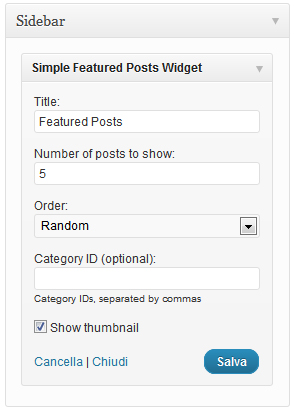 Sidebar
Simple Featured Posts Widget
Title:
Featured Posts
Number of posts to show:
5
Order:
Random
Category ID (optional):
Category IDs, separated by commas
Show thumbnail
Cancella | Chiudi
Salva